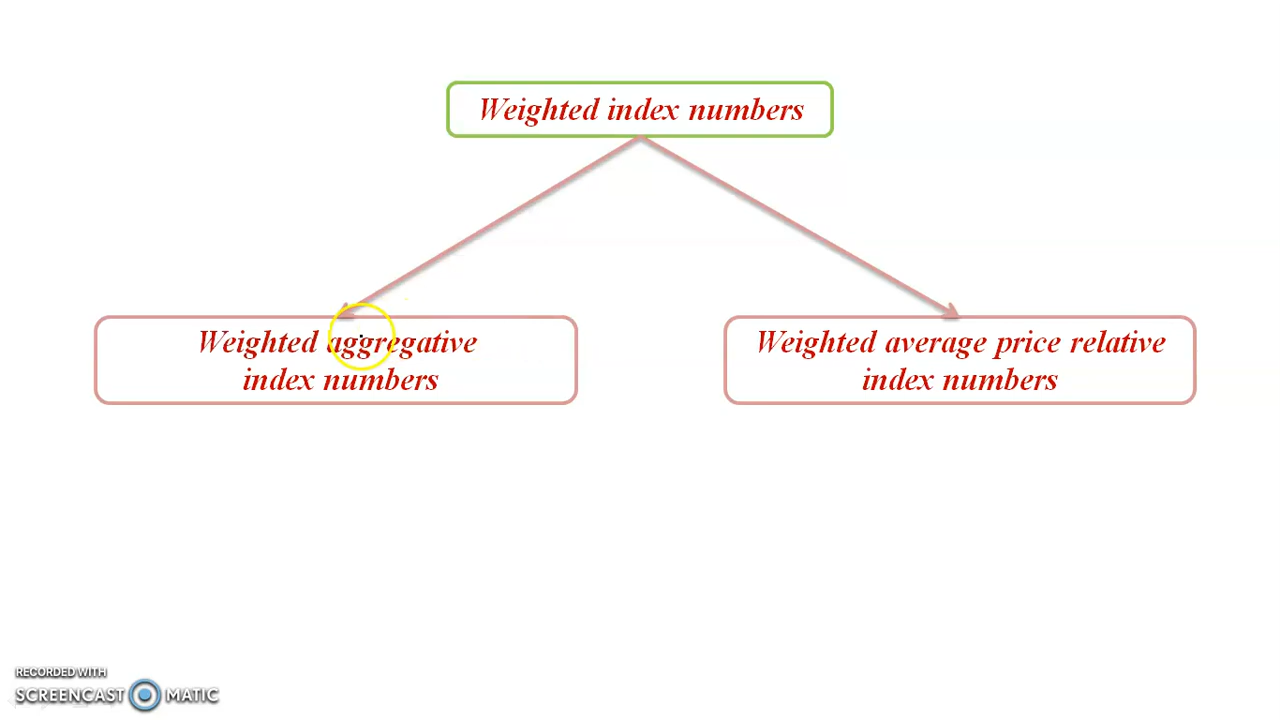 Weighted index numbers
Weighted aggregative
index numbers
Weighted average price relative
index numbers
RECORDED WITH
SCREENCAST MATIC